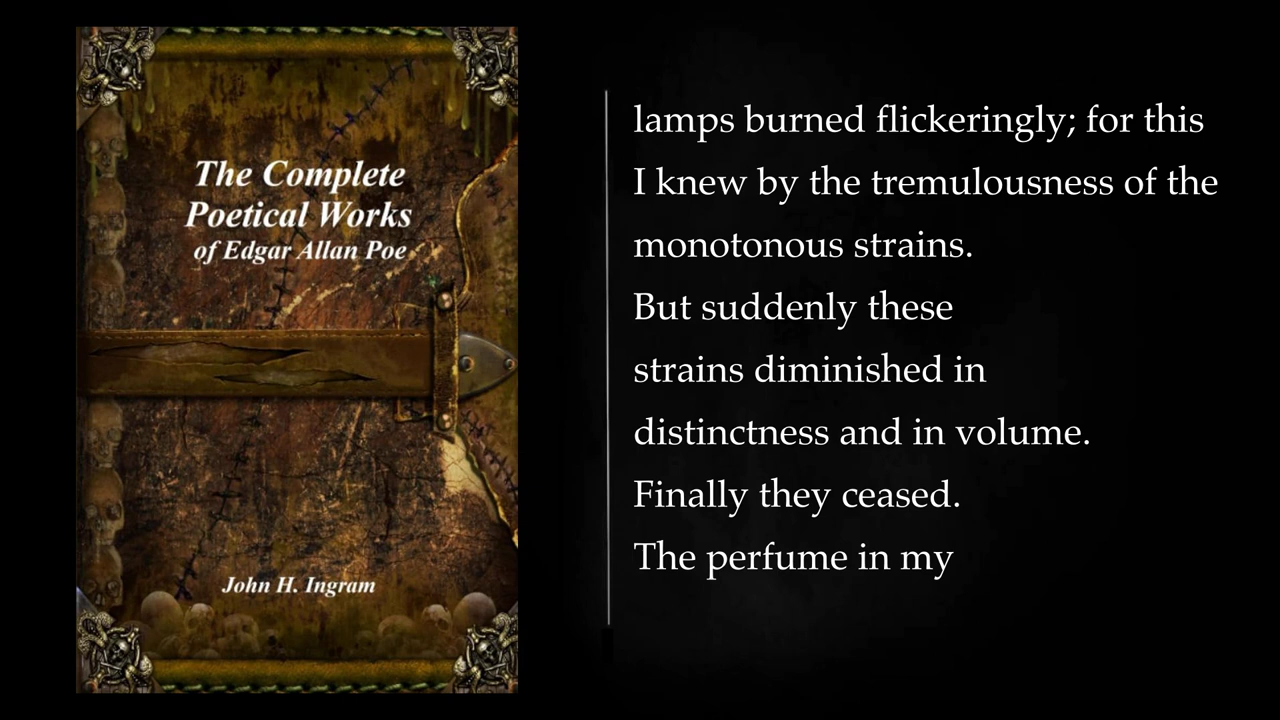 The Complete
Poetical Works
of Edgar Allan Poe
John H. Ingram
lamps burned flickeringly; for this
I knew by the tremulousness of the
monotonous strains.
But suddenly these
strains diminished in
distinctness and in volume.
Finally they ceased.
The perfume in my